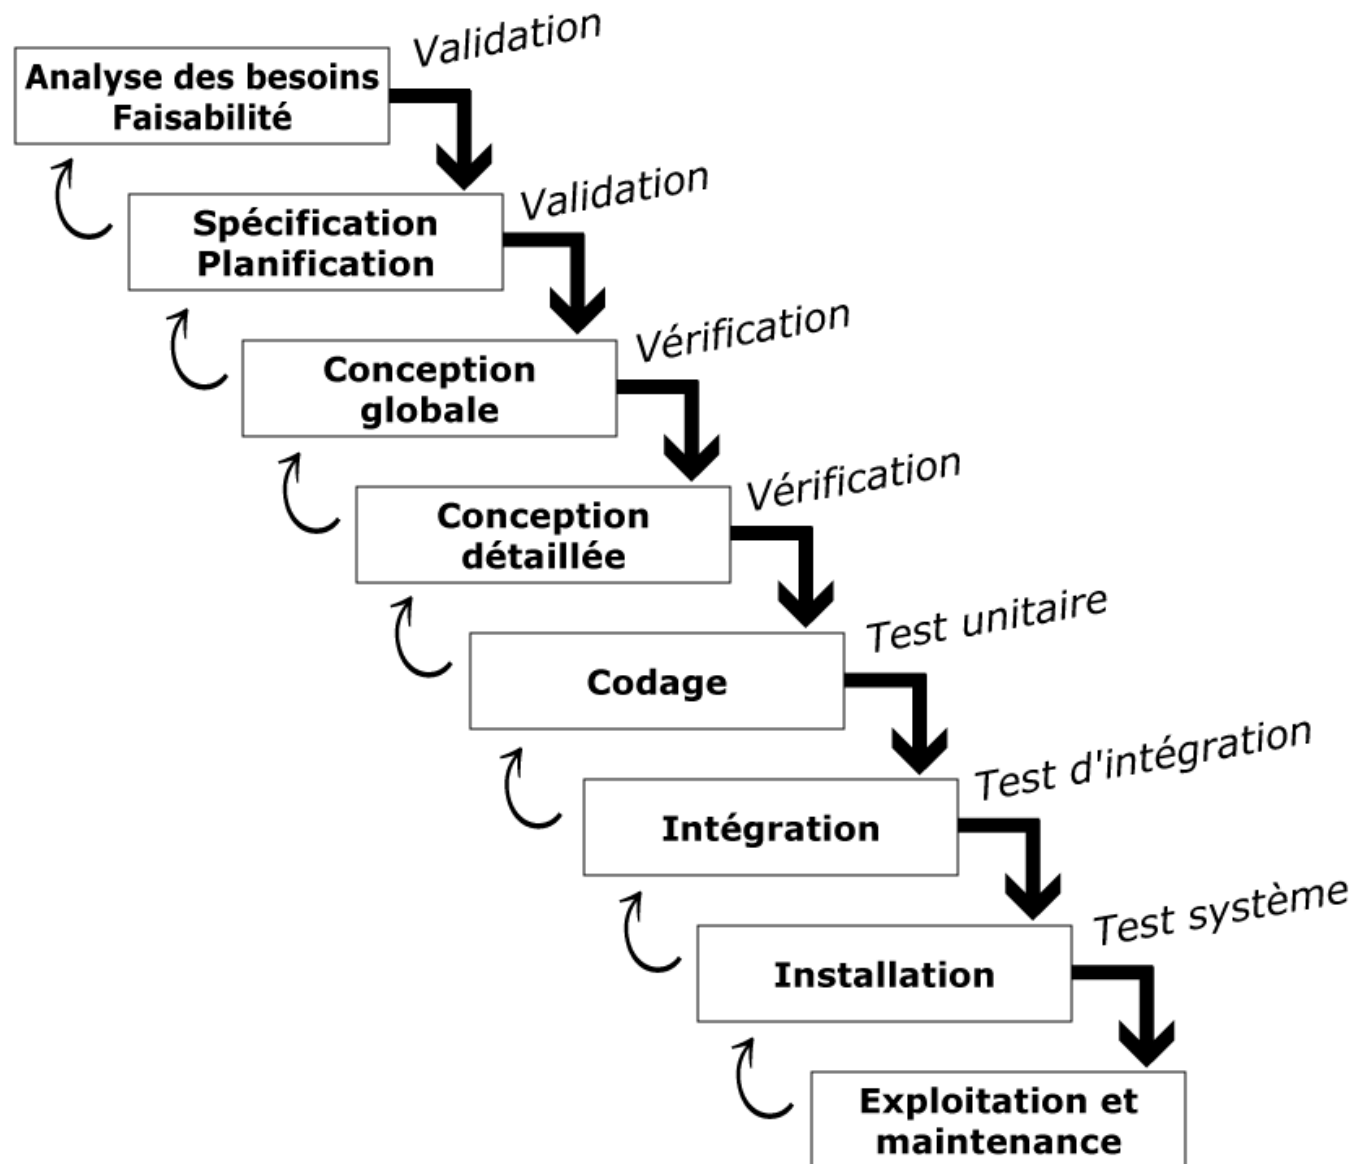 Validation
Analyse des besoins
Faisabilité
Validation
Spécification
Planification
Vérification
Conception
globale
Vérification
Conception
détaillée
Test unitaire
Codage
Test d'intégration
Intégration
Test système
Installation
Exploitation et
maintenance